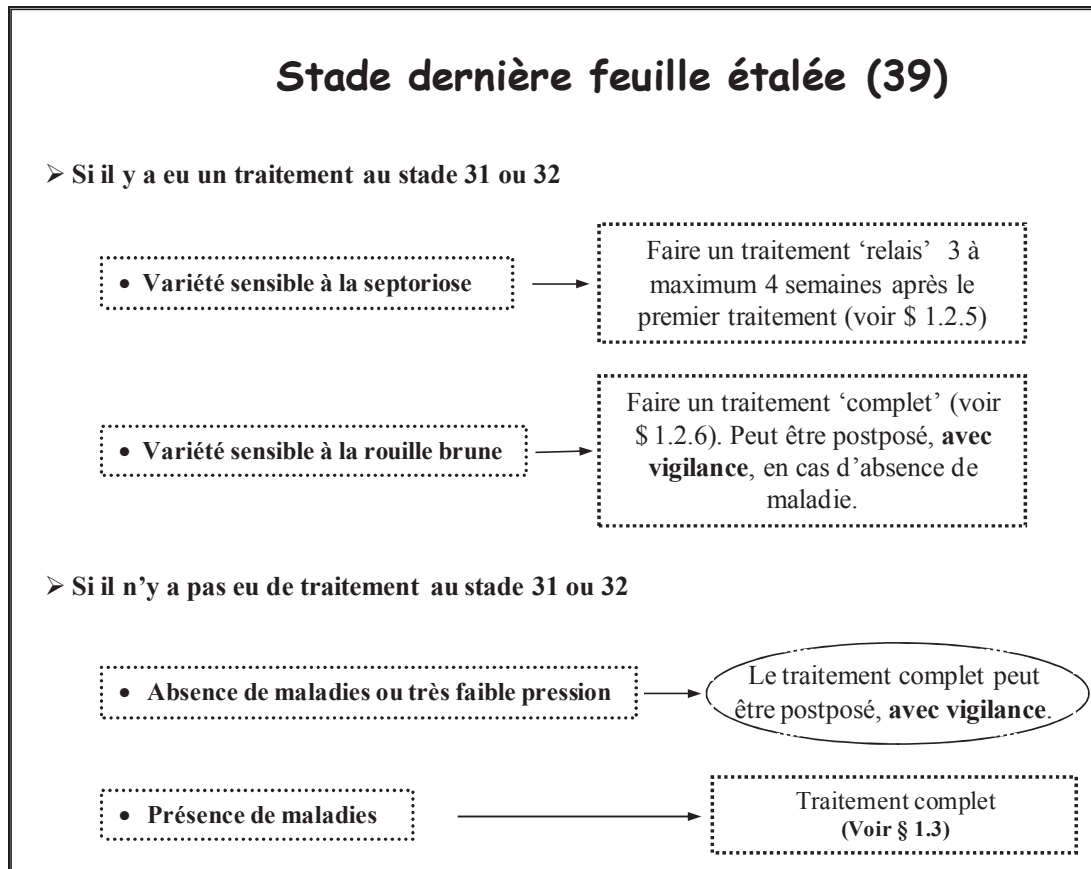 Stade dernière feuille étalée (39)
➢ Si il y a eu un traitement au stade 31 ou 32
• Variété sensible à la septoriose
Faire un traitement ‘relais’ 3 à
maximum 4 semaines après le
premier traitement (voir $ 1.2.5)
• Variété sensible à la rouille brune
Faire un traitement ‘complet’ (voir
$ 1.2.6). Peut être postposé, avec
vigilance, en cas d’absence de
maladie.
➢ Si il n’y a pas eu de traitement au stade 31 ou 32
• Absence de maladies ou très faible pression
Le traitement complet peut
être postposé, avec vigilance.
• Présence de maladies
Traitement complet
(Voir § 1.3)